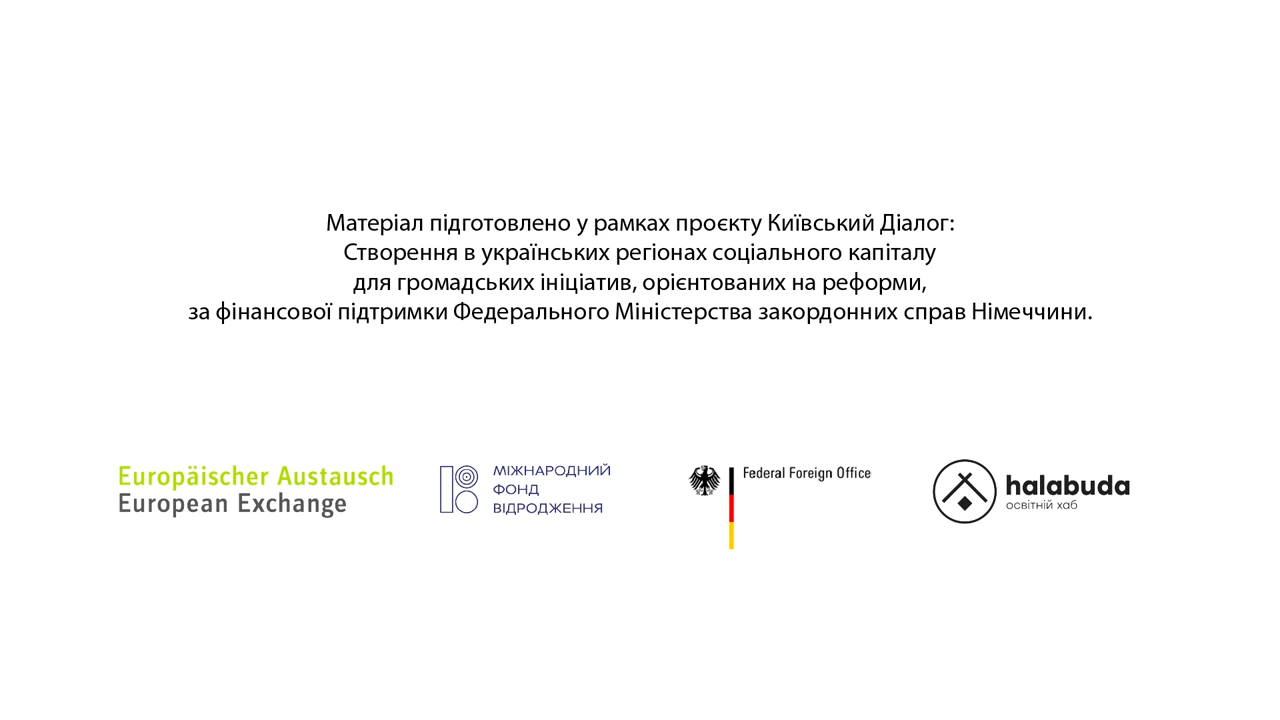 Матеріал підготовлено у рамках проєкту Київський Діалог:
Створення в українських регіонах соціального капіталу
для громадських ініціатив, орієнтованих на реформи,
за фінансової підтримки Федерального Міністерства закордонних справ Німеччини.
Europäischer Austausch
European Exchange
МІЖНАРОДНИЙ
ФОНД
ВІДРОДЖЕННЯ
Federal Foreign Office
halabuda
освітній хаб